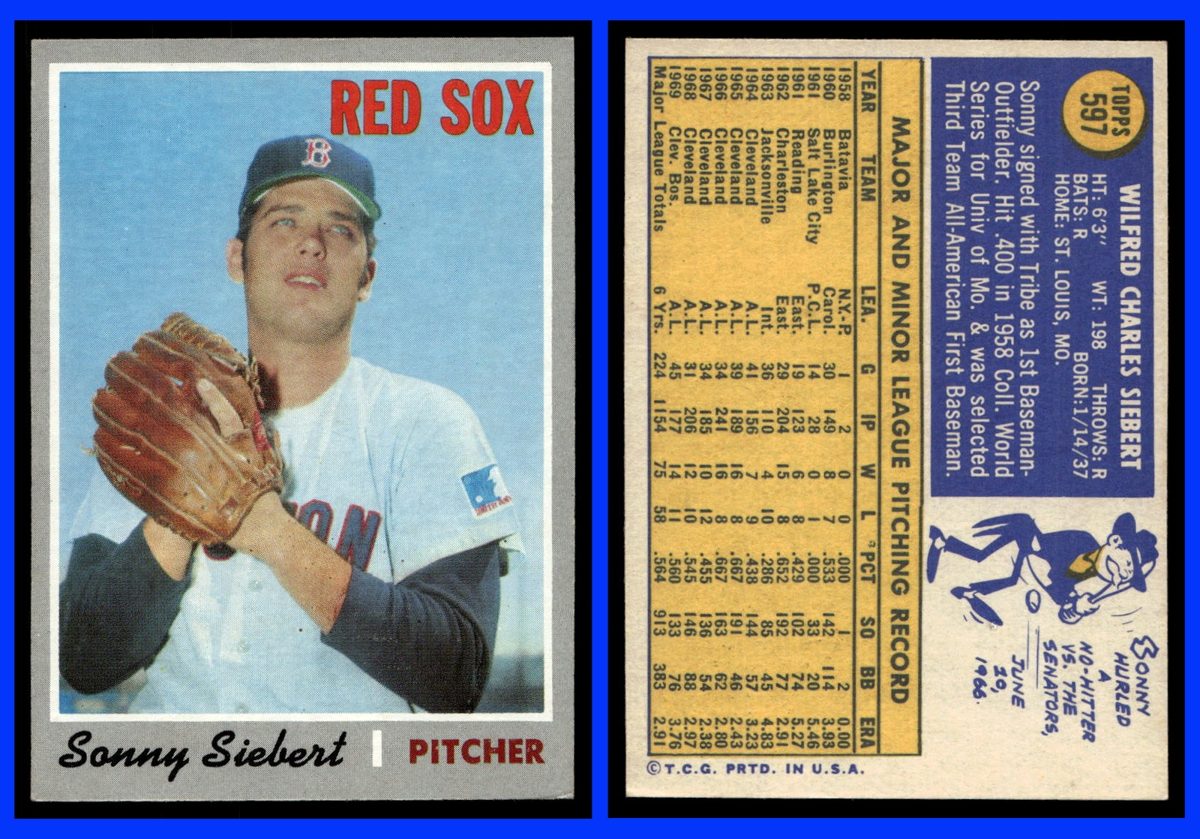 RED SOX
B
ON
Sonny Siebert PITCHER
TOPPS
597
WILFRED CHARLES SIEBERT
HT: 6'3" WT: 198 THROWS: R
BATS: R BORN: 1/14/37
HOME: ST. LOUIS, MO.
Sonny signed with Tribe as 1st Baseman-
Outfielder. Hit .400 in 1958 Coll. World
Series for Univ of Mo. & was selected
Third Team All-American First Baseman.
SONNY
HURLED
A
NO-HITTER
VS. THE
SENATORS,
JUNE
10,
1966.
MAJOR AND MINOR LEAGUE PITCHING RECORD
YEAR TEAM LEA. G IP W L PCT SO BB ERA
1958 Batavia N.Y.-P. 1 2 0 0 .000 1 2 0.00
1960 Burlington Carol. 30 149 8 7 .533 142 114 3.93
1961 Salt Lake City P.C.L. 14 28 0 1 .000 33 20 5.46
1961 Reading East. 19 123 6 8 .429 102 74 5.27
1962 Charleston East. 29 204 15 8 .652 192 77 2.91
1963 Jacksonville Int. 36 110 4 10 .286 85 45 4.83
1964 Cleveland A.L. 41 156 7 9 .438 144 57 3.23
1965 Cleveland A.L. 39 189 16 8 .667 191 46 2.43
1966 Cleveland A.L. 34 241 16 8 .667 163 62 2.80
1967 Cleveland A.L. 34 185 10 12 .455 136 54 2.38
1968 Cleveland A.L. 31 206 12 10 .545 146 88 2.97
1969 Clev. Bos. A.L. 45 177 14 11 .560 133 76 3.76
Major League Totals 6 Yrs. 224 1154 75 58 .564 913 383 2.91
©T.C.G. PRTD. IN U.S.A.